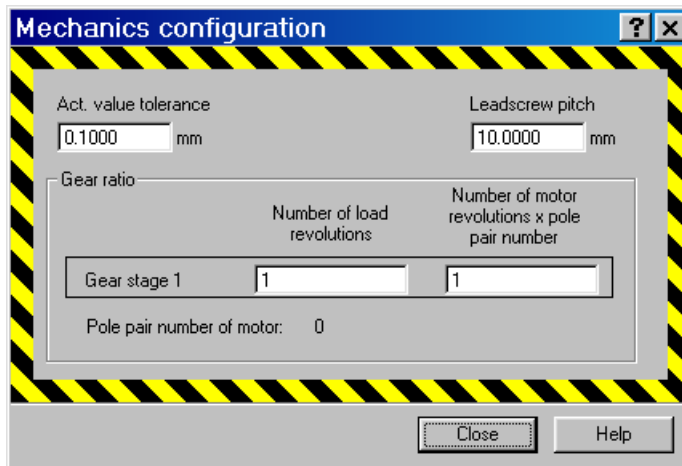 Mechanics configuration
Act. value tolerance
0.1000 mm
Leadscrew pitch
10.0000 mm
Gear ratio
Number of load
revolutions
Number of motor
revolutions x pole
pair number
Gear stage 1 1 1
Pole pair number of motor: 0
Close Help